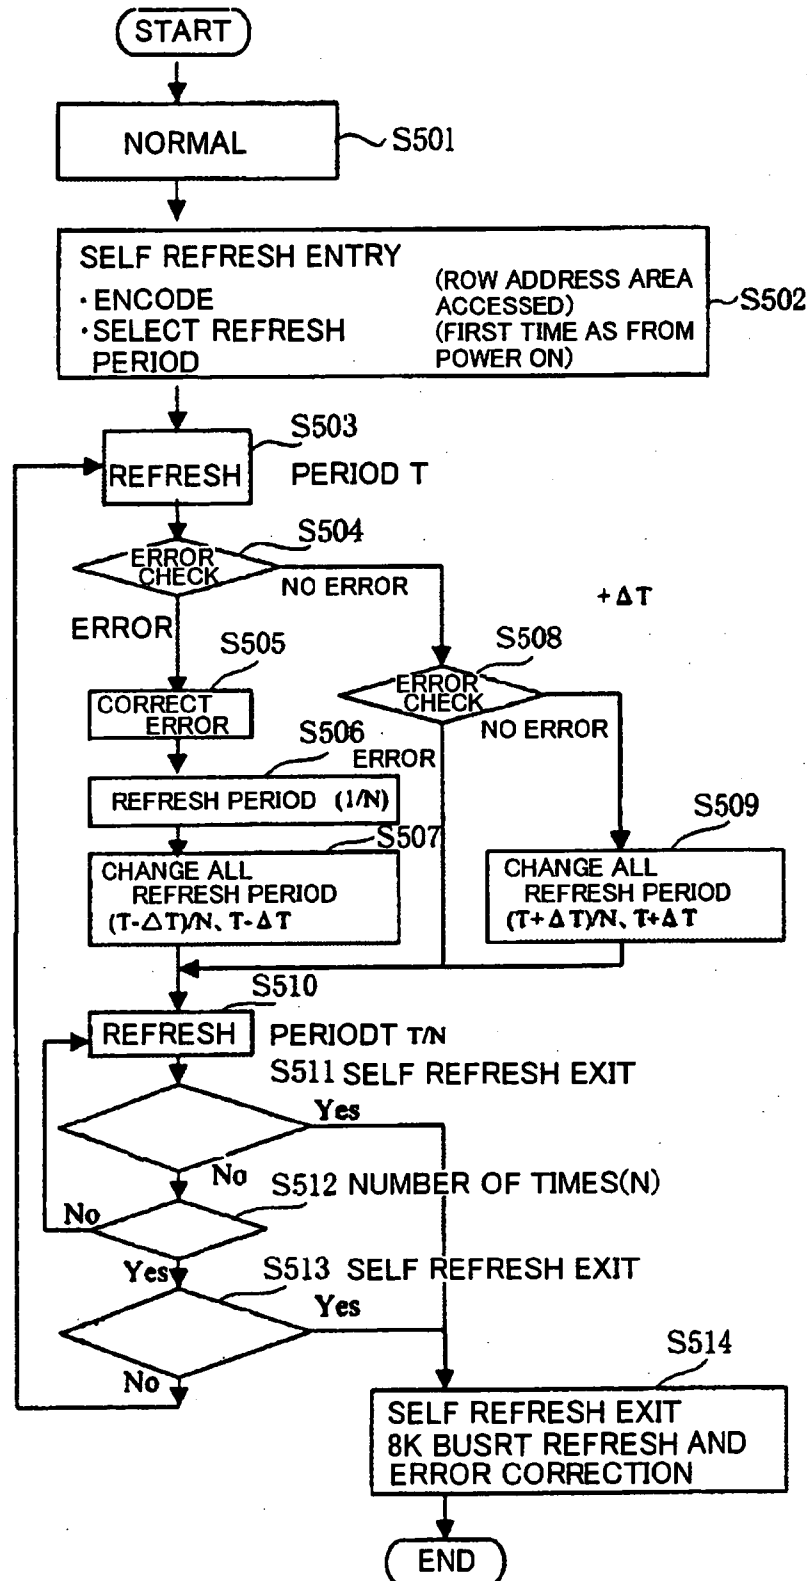 START
NORMAL
S501
SELF REFRESH ENTRY
・ENCODE
・SELECT REFRESH
PERIOD
(ROW ADDRESS AREA
ACCESSED)
(FIRST TIME AS FROM
POWER ON)
S502
S503
REFRESH
PERIOD T
S504
ERROR
CHECK
NO ERROR
ERROR
+ΔT
S505
CORRECT
ERROR
S508
ERROR
CHECK
NO ERROR
ERROR
S506
REFRESH PERIOD (1/N)
S507
CHANGE ALL
REFRESH PERIOD
(T-△T)/N、T-ΔT
S509
CHANGE ALL
REFRESH PERIOD
(T+ΔT)/N、T+ΔT
S510
REFRESH
PERIODT T/N
S511 SELF REFRESH EXIT
Yes
No
S512 NUMBER OF TIMES(N)
No
Yes
S513 SELF REFRESH EXIT
Yes
No
S514
SELF REFRESH EXIT
8K BUSRT REFRESH AND
ERROR CORRECTION
END